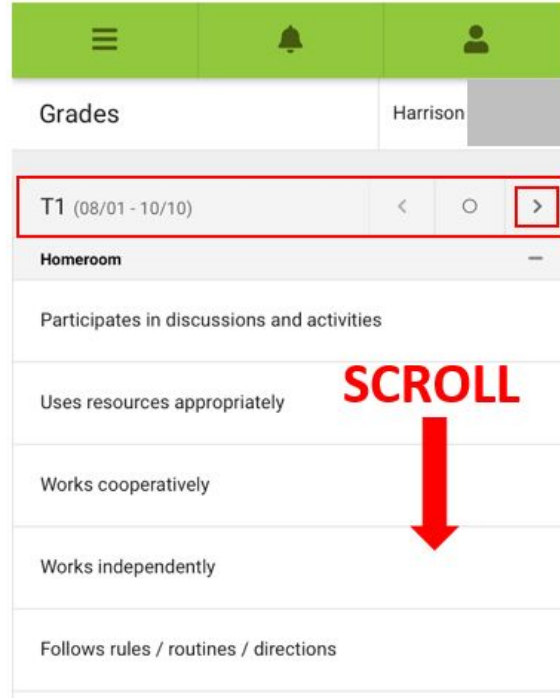 Grades
Harrison
T1 (08/01 - 10/10)
Homeroom
Participates in discussions and activities
SCROLL
Uses resources appropriately
Works cooperatively
Works independently
Follows rules / routines / directions